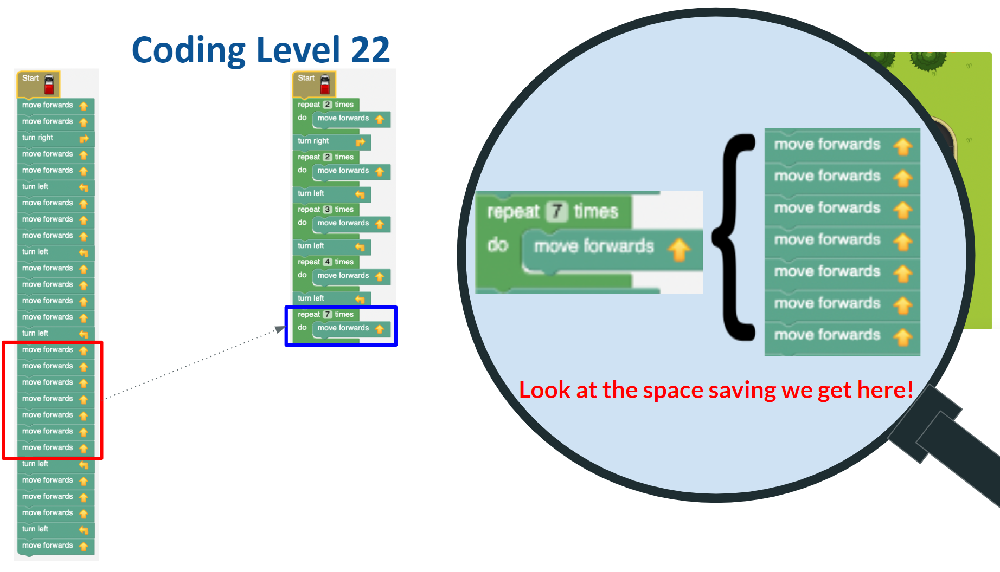 Coding Level 22
Start
move forwards
move forwards
turn right
move forwards
move forwards
turn left
move forwards
move forwards
move forwards
turn left
move forwards
move forwards
move forwards
move forwards
turn left
move forwards
move forwards
move forwards
move forwards
move forwards
move forwards
move forwards
turn left
move forwards
move forwards
move forwards
turn left
move forwards
Start
repeat 2 times
do move forwards
turn right
repeat 2 times
do move forwards
turn left
repeat 3 times
do move forwards
turn left
repeat 4 times
do move forwards
turn left
repeat 7 times
do move forwards
repeat 7 times
do move forwards
move forwards
move forwards
move forwards
move forwards
move forwards
move forwards
move forwards
Look at the space saving we get here!